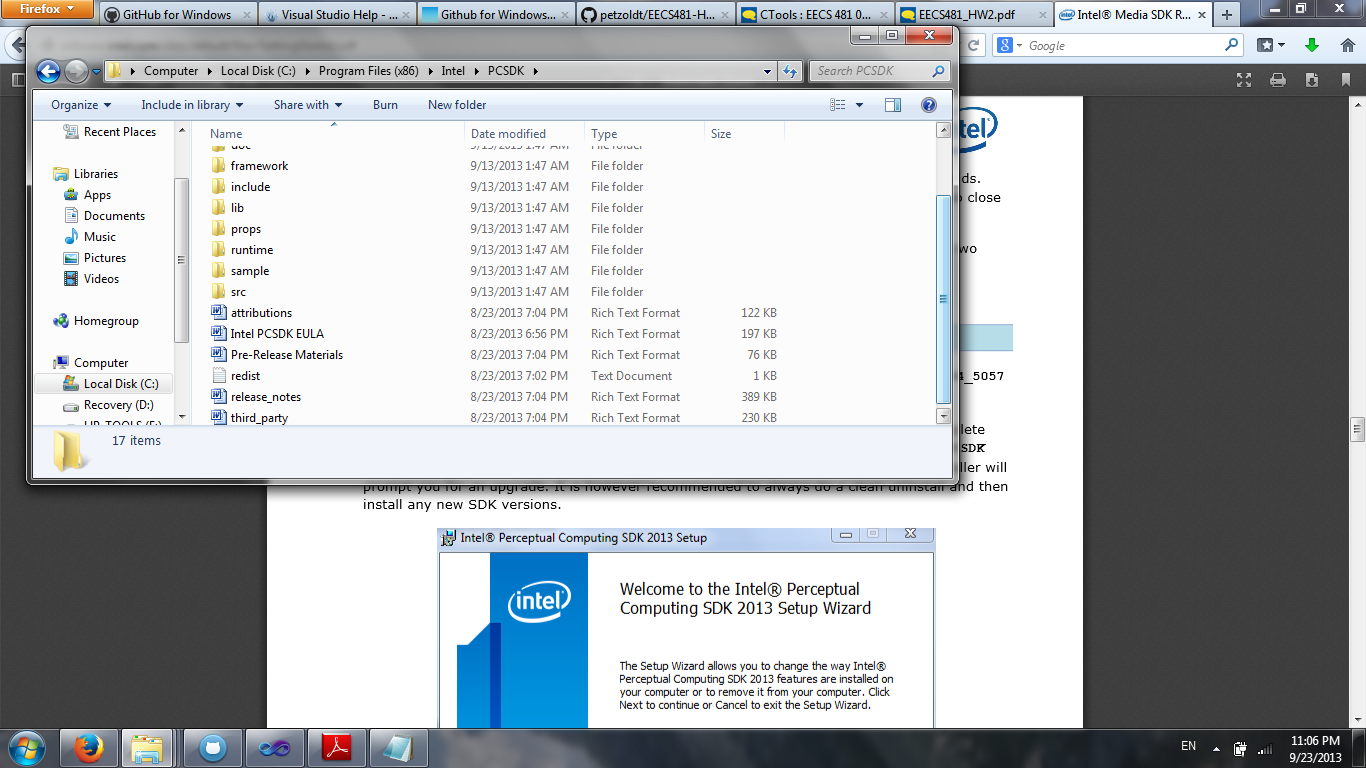 Firefox
GitHub for Windows
Visual Studio Help - ...
Github for Windows...
petzoldt/EECS481-H...
CTools : EECS 481 0...
EECS481_HW2.pdf
Intel® Media SDK R...
Google
Computer Local Disk (C:) Program Files (x86) Intel PCSDK
Search PCSDK
Organize Include in library Share with Burn New folder
Name Date modified Type Size
doc 9/13/2013 1:47 AM File folder
framework 9/13/2013 1:47 AM File folder
include 9/13/2013 1:47 AM File folder
lib 9/13/2013 1:47 AM File folder
props 9/13/2013 1:47 AM File folder
runtime 9/13/2013 1:47 AM File folder
sample 9/13/2013 1:47 AM File folder
src 9/13/2013 1:47 AM File folder
attributions 8/23/2013 7:04 PM Rich Text Format 122 KB
Intel PCSDK EULA 8/23/2013 6:56 PM Rich Text Format 197 KB
Pre-Release Materials 8/23/2013 7:04 PM Rich Text Format 76 KB
redist 8/23/2013 7:02 PM Text Document 1 KB
release_notes 8/23/2013 7:04 PM Rich Text Format 389 KB
third_party 8/23/2013 7:04 PM Rich Text Format 230 KB
Recent Places
Libraries
Apps
Documents
Music
Pictures
Videos
Homegroup
Computer
Local Disk (C:)
Recovery (D:)
HP_TOOLS (E:)
17 items
tel
ds.
close
wo
_5057
lete
SDK
ller will
prompt you for an upgrade. It is however recommended to always do a clean uninstall and then
install any new SDK versions.
Intel® Perceptual Computing SDK 2013 Setup
intel
Welcome to the Intel® Perceptual
Computing SDK 2013 Setup Wizard
The Setup Wizard allows you to change the way Intel®
Perceptual Computing SDK 2013 features are installed on
your computer or to remove it from your computer. Click
Next to continue or Cancel to exit the Setup Wizard.
EN
11:06 PM
9/23/2013